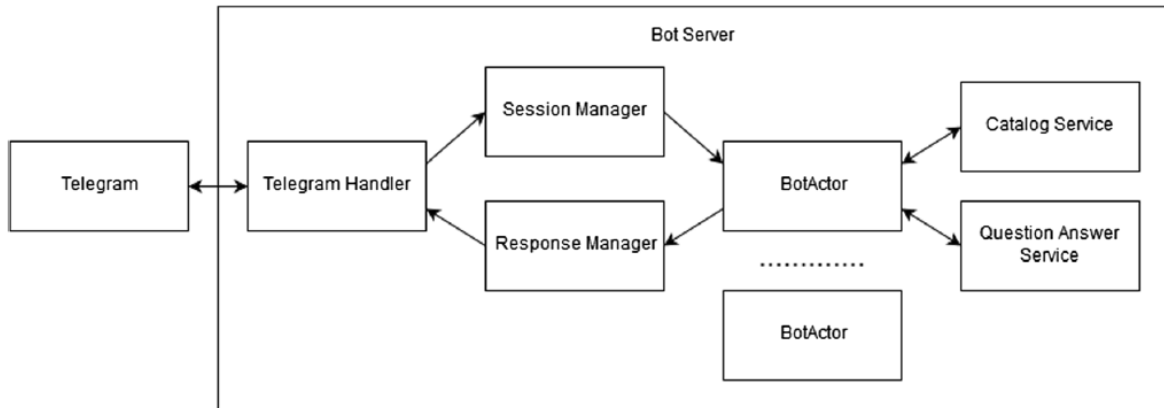 Bot Server
Session Manager
Catalog Service
Telegram
Telegram Handler
BotActor
Response Manager
Question Answer
Service
.............
BotActor